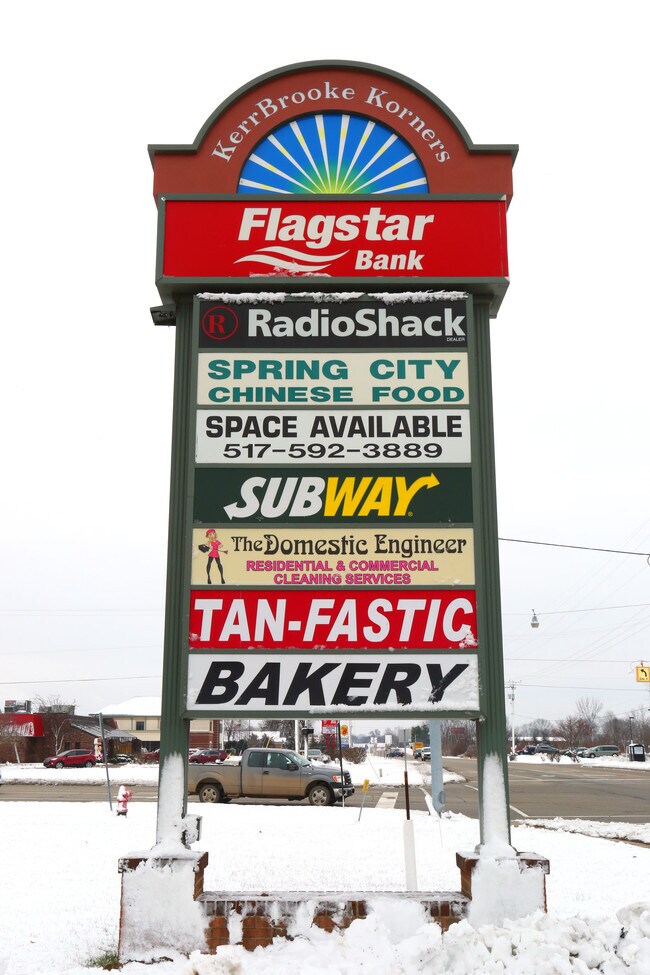 KerrBrooke Korners
Flagstar
Bank
R RadioShack
DEALER
SPRING CITY
CHINESE FOOD
SPACE AVAILABLE
517-592-3889
SUBWAY
The Domestic Engineer
RESIDENTIAL & COMMERCIAL
CLEANING SERVICES
TAN-FASTIC
BAKERY